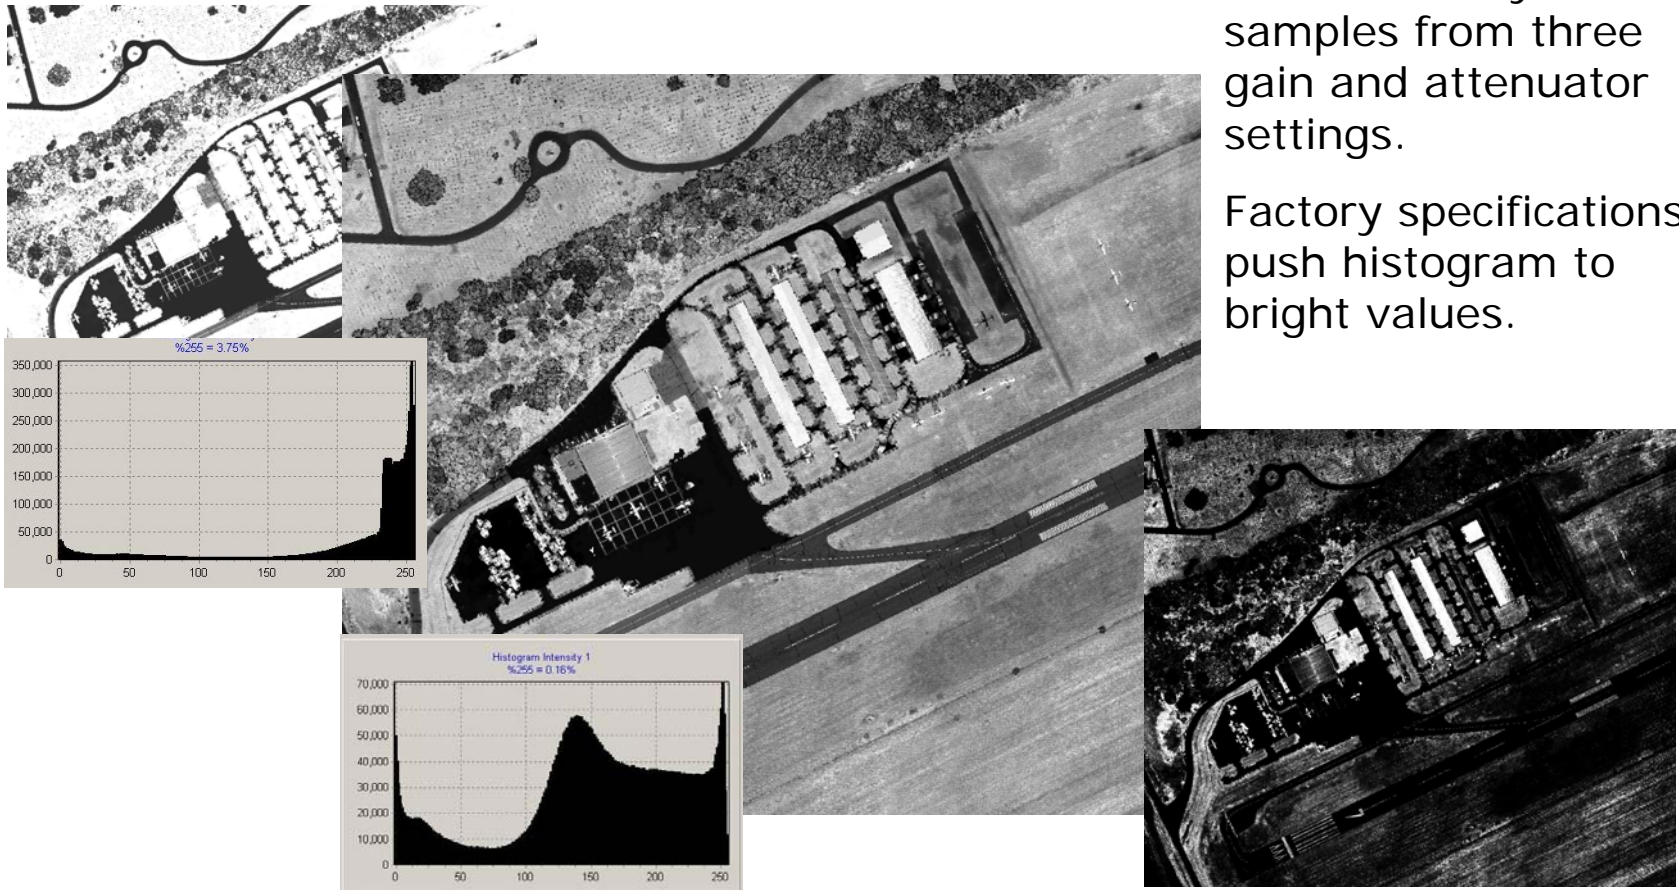 samples from three
gain and attenuator
settings.
Factory specifications
push histogram to
bright values.
%255 = 3.75%
350,000
300,000
250,000
200,000
150,000
100,000
50,000
0
0 50 100 150 200 250
Histogram Intensity 1
%255 = 0.16%
70,000
60,000
50,000
40,000
30,000
20,000
10,000
0
0 50 100 150 200 250